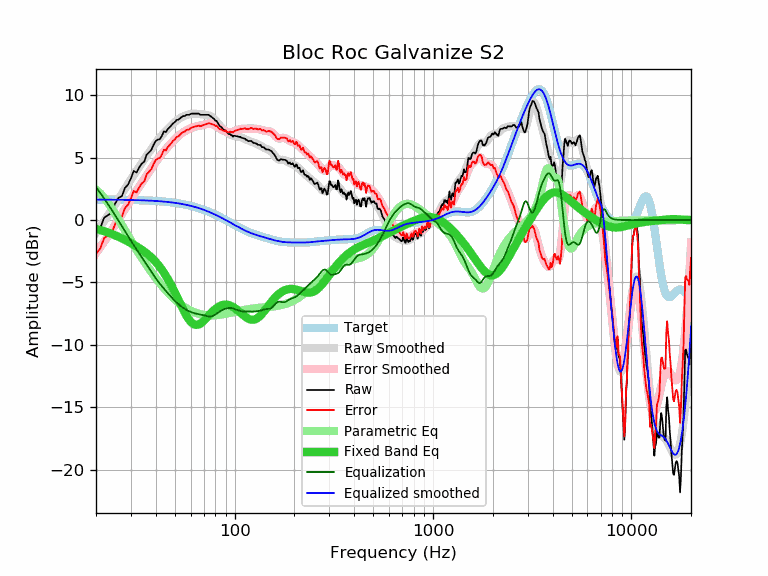 Bloc Roc Galvanize S2
10
5
0
−5
−10
−15
−20
Amplitude (dBr)
Target
Raw Smoothed
Error Smoothed
Raw
Error
Parametric Eq
Fixed Band Eq
Equalization
Equalized smoothed
100
1000
10000
Frequency (Hz)